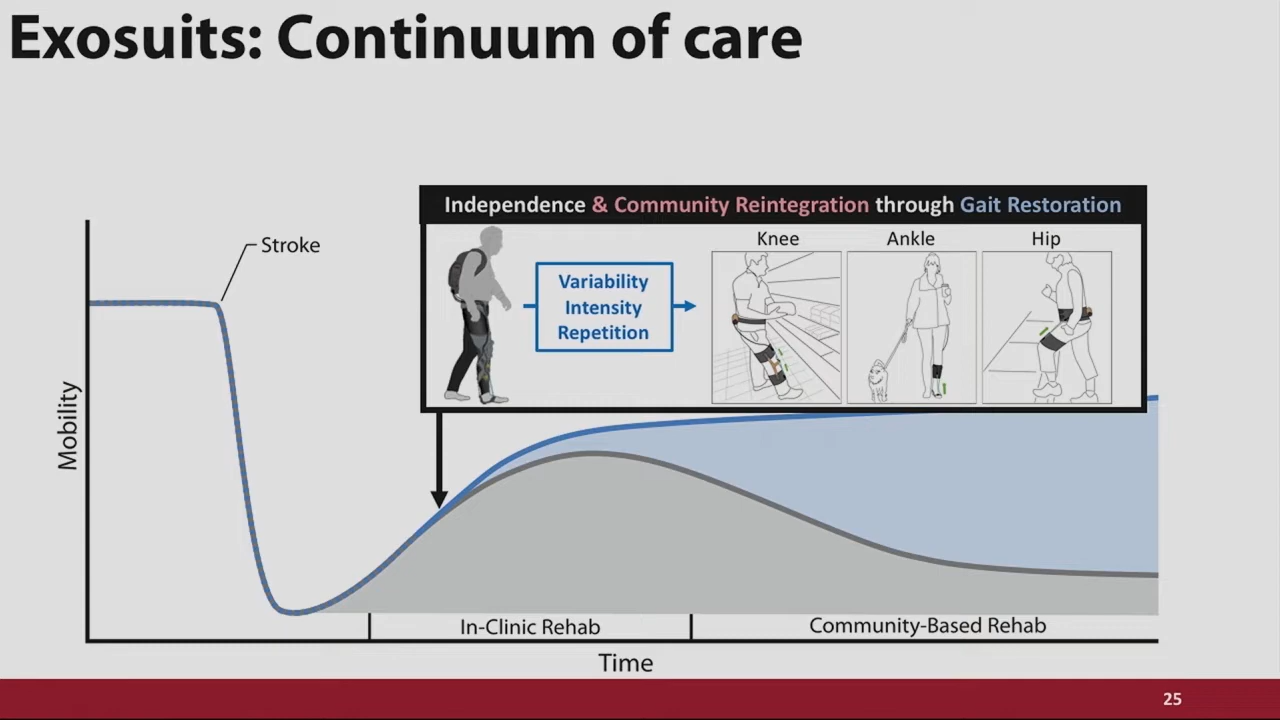 Exosuits: Continuum of care
Independence & Community Reintegration through Gait Restoration
Knee
Ankle
Hip
Variability
Intensity
Repetition
Stroke
Mobility
In-Clinic Rehab
Community-Based Rehab
Time
25